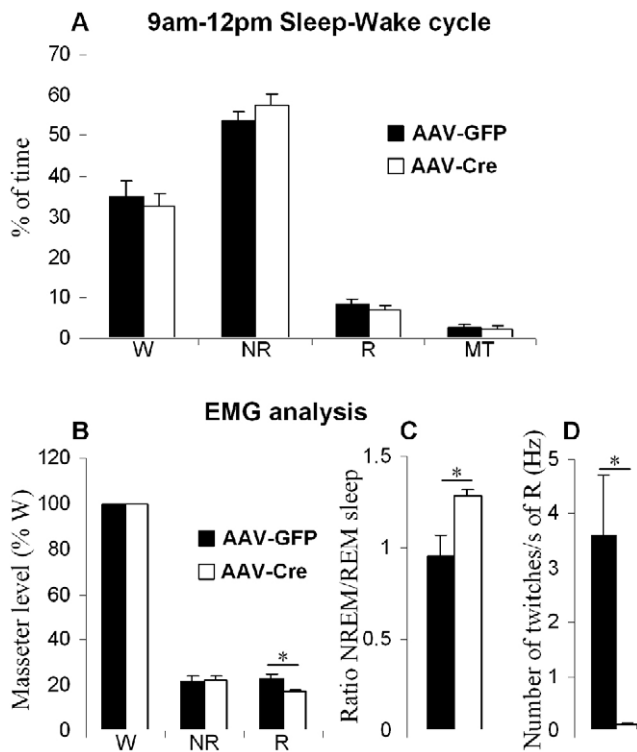 A 9am-12pm Sleep-Wake cycle
70
60
50
40
30
20
10
0
% of time
AAV-GFP
AAV-Cre
W NR R MT
EMG analysis
B
120
100
80
60
40
20
0
Masseter level (% W)
AAV-GFP
AAV-Cre
*
W NR R
C
1.5
1
0.5
0
Ratio NREM/REM sleep
*
D
5
4
3
2
1
0
Number of twitches/s of R (Hz)
*